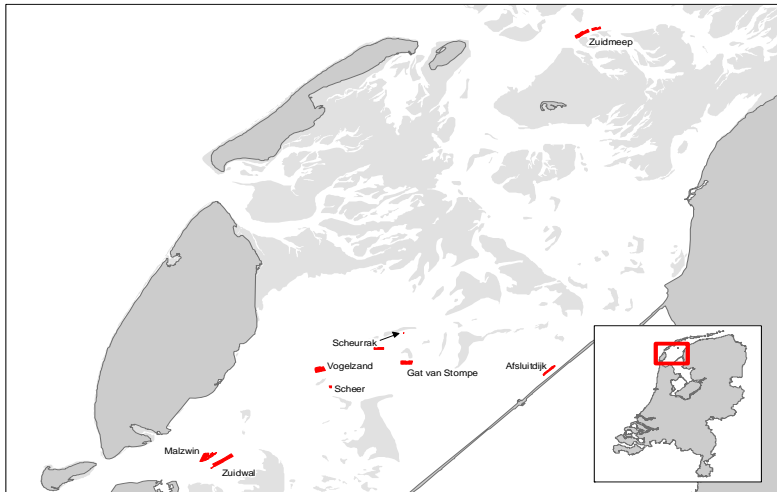 Zuidmeep
Scheurrak
Vogelzand
Gat van Stompe
Afsluitdijk
Scheer
Malzwin
Zuidwal